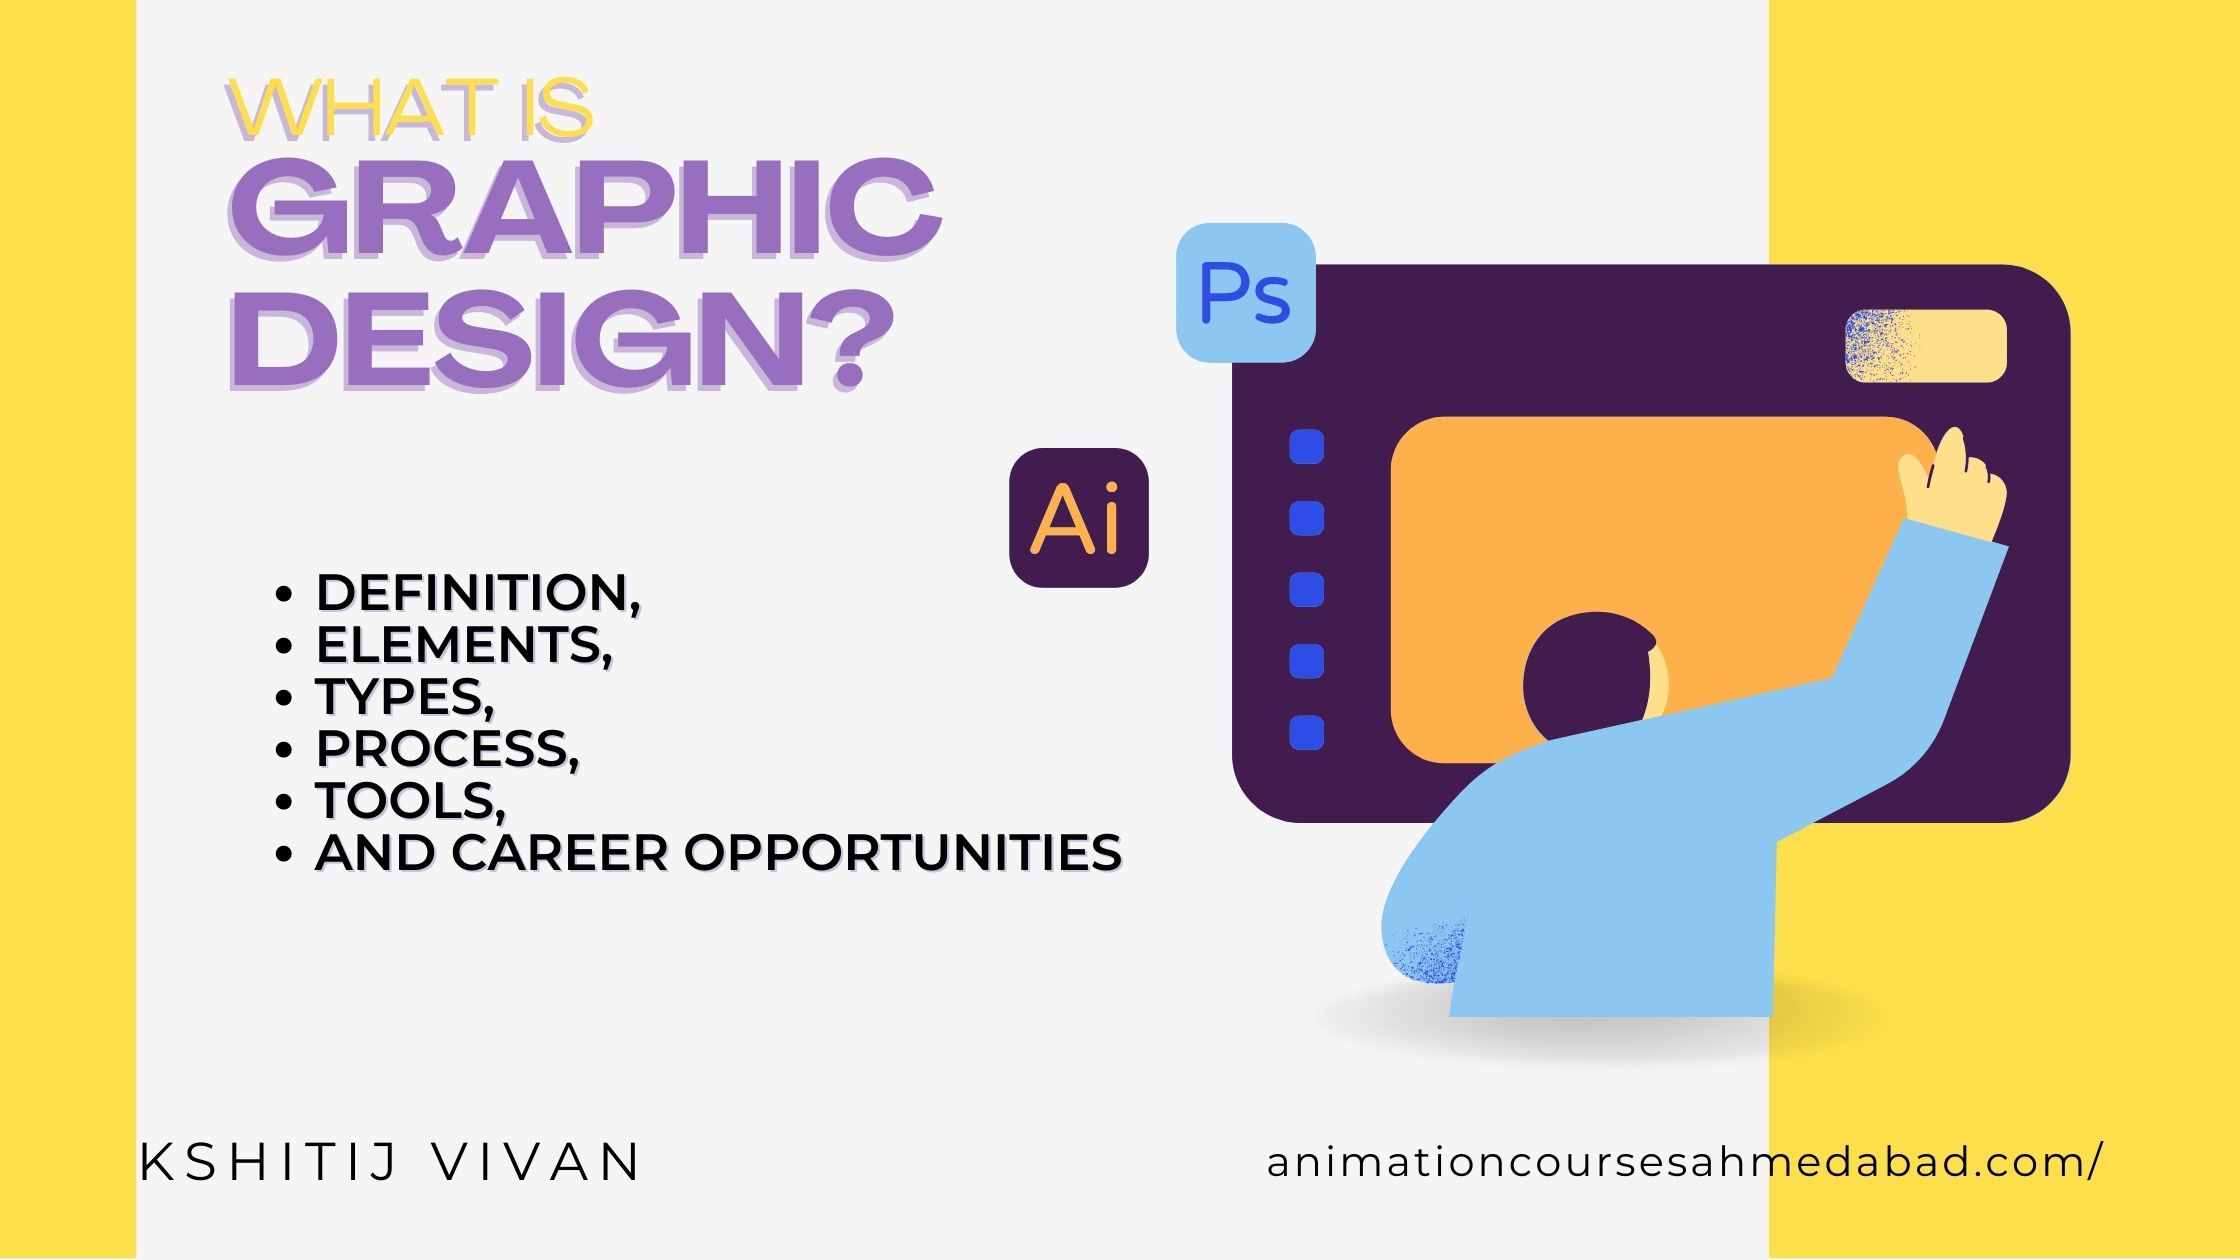 WHAT IS
GRAPHIC
DESIGN?
Ps
Ai
• DEFINITION,
• ELEMENTS,
• TYPES,
• PROCESS,
• TOOLS,
• AND CAREER OPPORTUNITIES
KSHITIJ VIVAN
animationcoursesahmedabad.com/